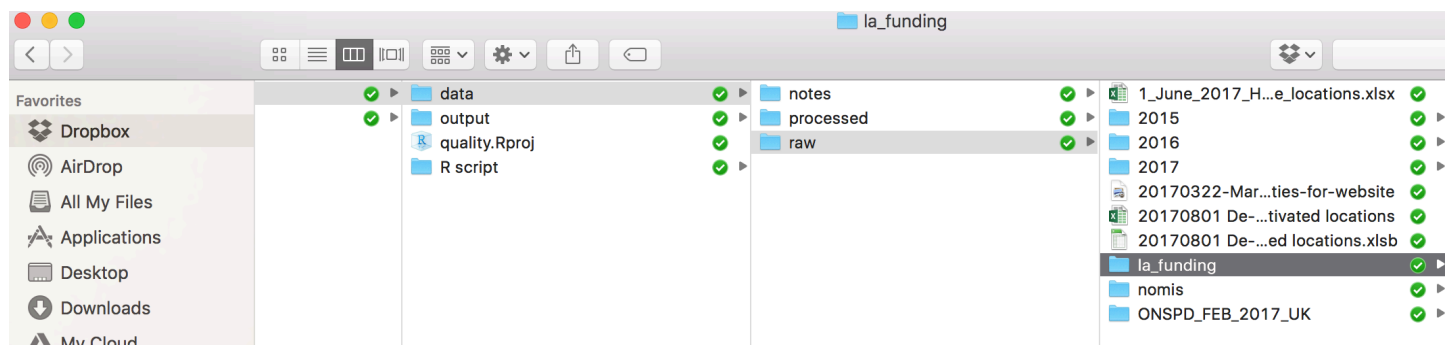 la_funding
Favorites
Dropbox
AirDrop
All My Files
Applications
Desktop
Downloads
My Cloud
data
output
quality.Rproj
R script
notes
processed
raw
1_June_2017_H...e_locations.xlsx
2015
2016
2017
20170322-Mar...ties-for-website
20170801 De-...tivated locations
20170801 De-...ed locations.xlsb
la_funding
nomis
ONSPD_FEB_2017_UK